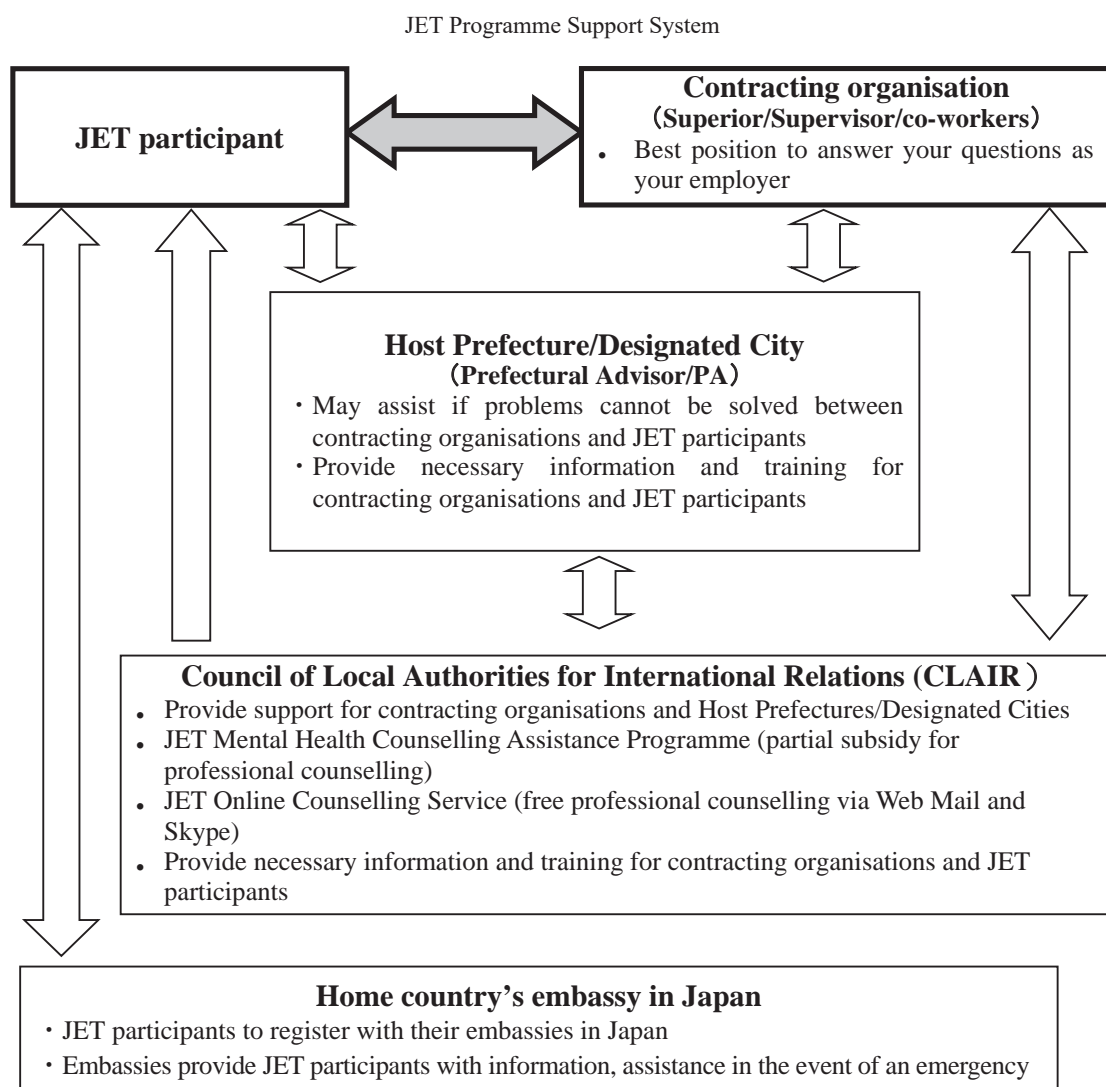 JET Programme Support System
JET participant
Contracting organisation
（Superior/Supervisor/co-workers）
• Best position to answer your questions as
your employer
Host Prefecture/Designated City
（Prefectural Advisor/PA）
・May assist if problems cannot be solved between
contracting organisations and JET participants
・Provide necessary information and training for
contracting organisations and JET participants
Council of Local Authorities for International Relations (CLAIR）
• Provide support for contracting organisations and Host Prefectures/Designated Cities
• JET Mental Health Counselling Assistance Programme (partial subsidy for
professional counselling)
• JET Online Counselling Service (free professional counselling via Web Mail and
Skype)
• Provide necessary information and training for contracting organisations and JET
participants
Home country’s embassy in Japan
・JET participants to register with their embassies in Japan
・Embassies provide JET participants with information, assistance in the event of an emergency